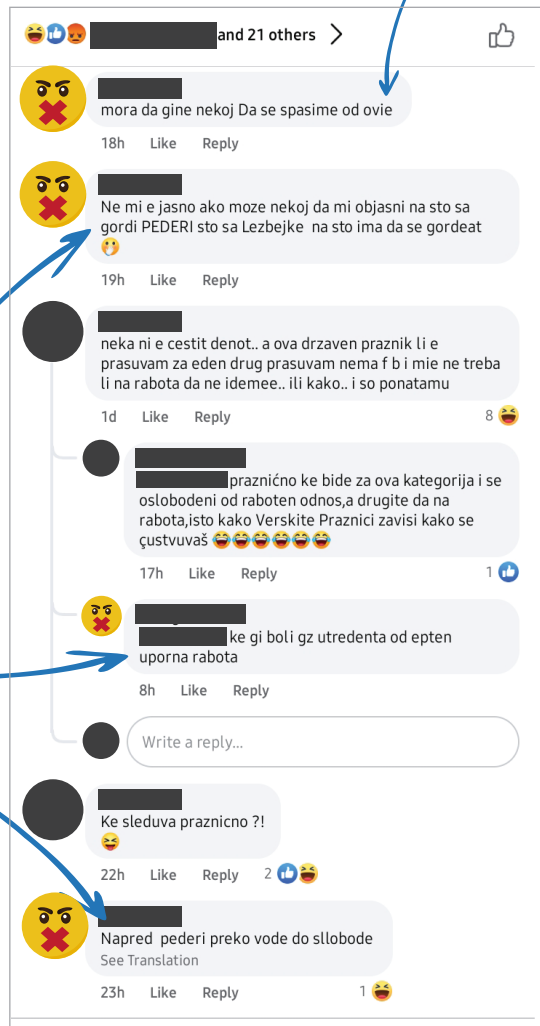 and 21 others
mora da gine nekoj Da se spasime od ovie
18h Like Reply
Ne mi e jasno ako moze nekoj da mi objasni na sto sa
gordi PEDERI sto sa Lezbejke na sto ima da se gordeat
19h Like Reply
neka ni e cestit denot.. a ova drzaven praznik li e
prasuvam za eden drug prasuvam nema f b i mie ne treba
li na rabota da ne idemee.. ili kako.. i so ponatamu
1d Like Reply 8
praznićno ke bide za ova kategorija i se
oslobodeni od raboten odnos,a drugite da na
rabota,isto kako Verskite Praznici zavisi kako se
çustvuvaš 😂😂😂😂😂😂
17h Like Reply 1
ke gi boli gz utredenta od epten
uporna rabota
8h Like Reply
Write a reply...
Ke sleduva praznicno ?!
22h Like Reply 2
Napred pederi preko vode do sllobode
See Translation
23h Like Reply 1